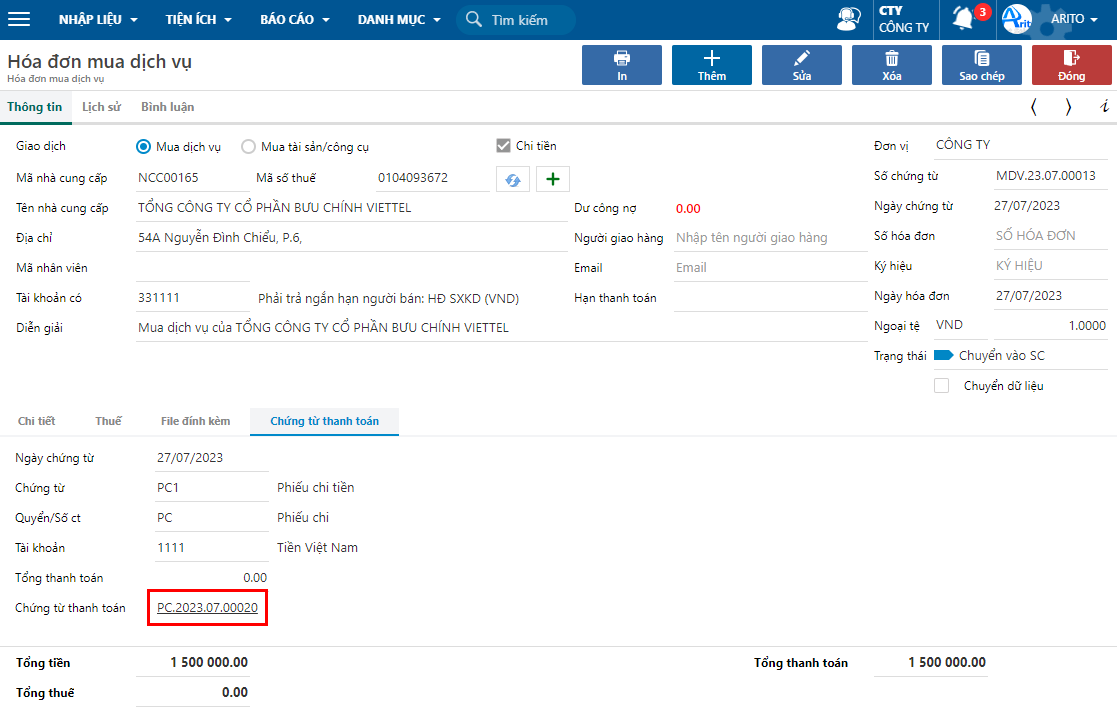 NHẬP LIỆU TIỆN ÍCH BÁO CÁO DANH MỤC Tìm kiếm CTY CÔNG TY 3 Arit ARITO
Hóa đơn mua dịch vụ
Hóa đơn mua dịch vụ
In Thêm Sửa Xóa Sao chép Đóng
Thông tin Lịch sử Bình luận i
Giao dịch Mua dịch vụ Mua tài sản/công cụ Chi tiền Đơn vị CÔNG TY
Mã nhà cung cấp NCC00165 Mã số thuế 0104093672 Số chứng từ MDV.23.07.00013
Tên nhà cung cấp TỔNG CÔNG TY CỔ PHẦN BƯU CHÍNH VIETTEL Dư công nợ 0.00 Ngày chứng từ 27/07/2023
Địa chỉ 54A Nguyễn Đình Chiểu, P.6, Người giao hàng Nhập tên người giao hàng Số hóa đơn SỐ HÓA ĐƠN
Mã nhân viên Email Email Ký hiệu KÝ HIỆU
Tài khoản có 331111 Phải trả ngắn hạn người bán: HĐ SXKD (VND) Hạn thanh toán Ngày hóa đơn 27/07/2023
Diễn giải Mua dịch vụ của TỔNG CÔNG TY CỔ PHẦN BƯU CHÍNH VIETTEL Ngoại tệ VND 1.0000
Trạng thái Chuyển vào SC
Chuyển dữ liệu
Chi tiết Thuế File đính kèm Chứng từ thanh toán
Ngày chứng từ 27/07/2023
Chứng từ PC1 Phiếu chi tiền
Quyển/Số ct PC Phiếu chi
Tài khoản 1111 Tiền Việt Nam
Tổng thanh toán 0.00
Chứng từ thanh toán PC.2023.07.00020
Tổng tiền 1 500 000.00 Tổng thanh toán 1 500 000.00
Tổng thuế 0.00